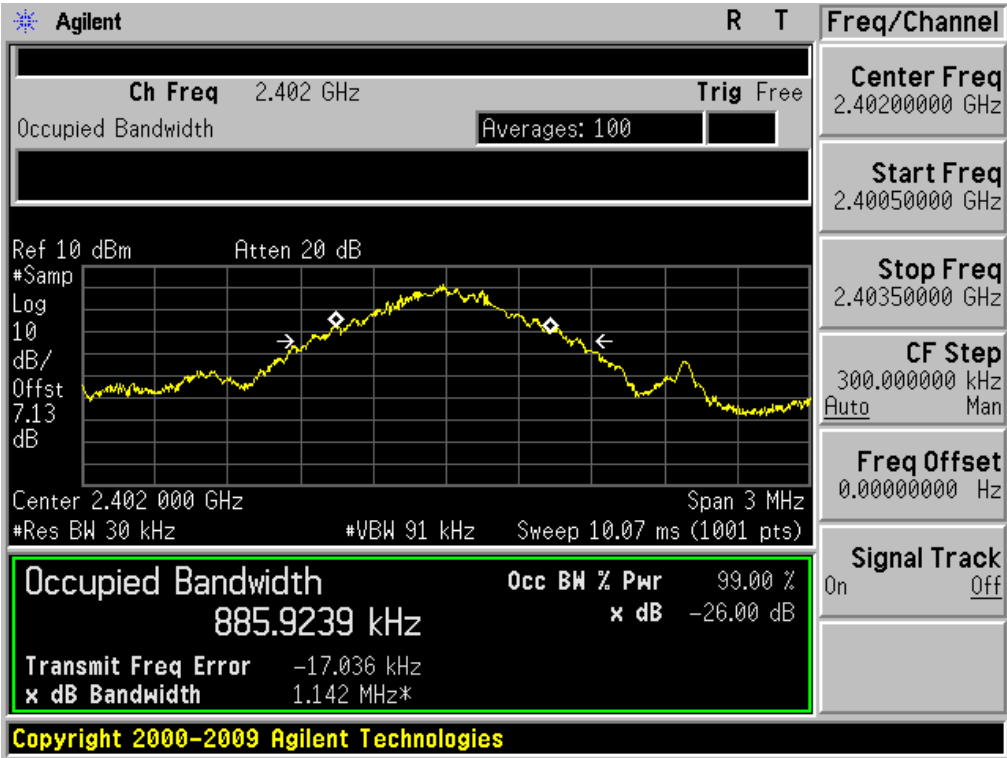 Agilent R T
Freq/Channel
Ch Freq 2.402 GHz Trig Free
Occupied Bandwidth Averages: 100
Ref 10 dBm Atten 20 dB
#Samp
Log
10
dB/
Offst
7.13
dB
Center 2.402 000 GHz Span 3 MHz
#Res BW 30 kHz #VBW 91 kHz Sweep 10.07 ms (1001 pts)
Occupied Bandwidth Occ BW % Pwr 99.00 %
885.9239 kHz x dB -26.00 dB
Transmit Freq Error -17.036 kHz
x dB Bandwidth 1.142 MHz*
Copyright 2000-2009 Agilent Technologies
Center Freq
2.40200000 GHz
Start Freq
2.40050000 GHz
Stop Freq
2.40350000 GHz
CF Step
300.000000 kHz
Auto Man
Freq Offset
0.00000000 Hz
Signal Track
On Off